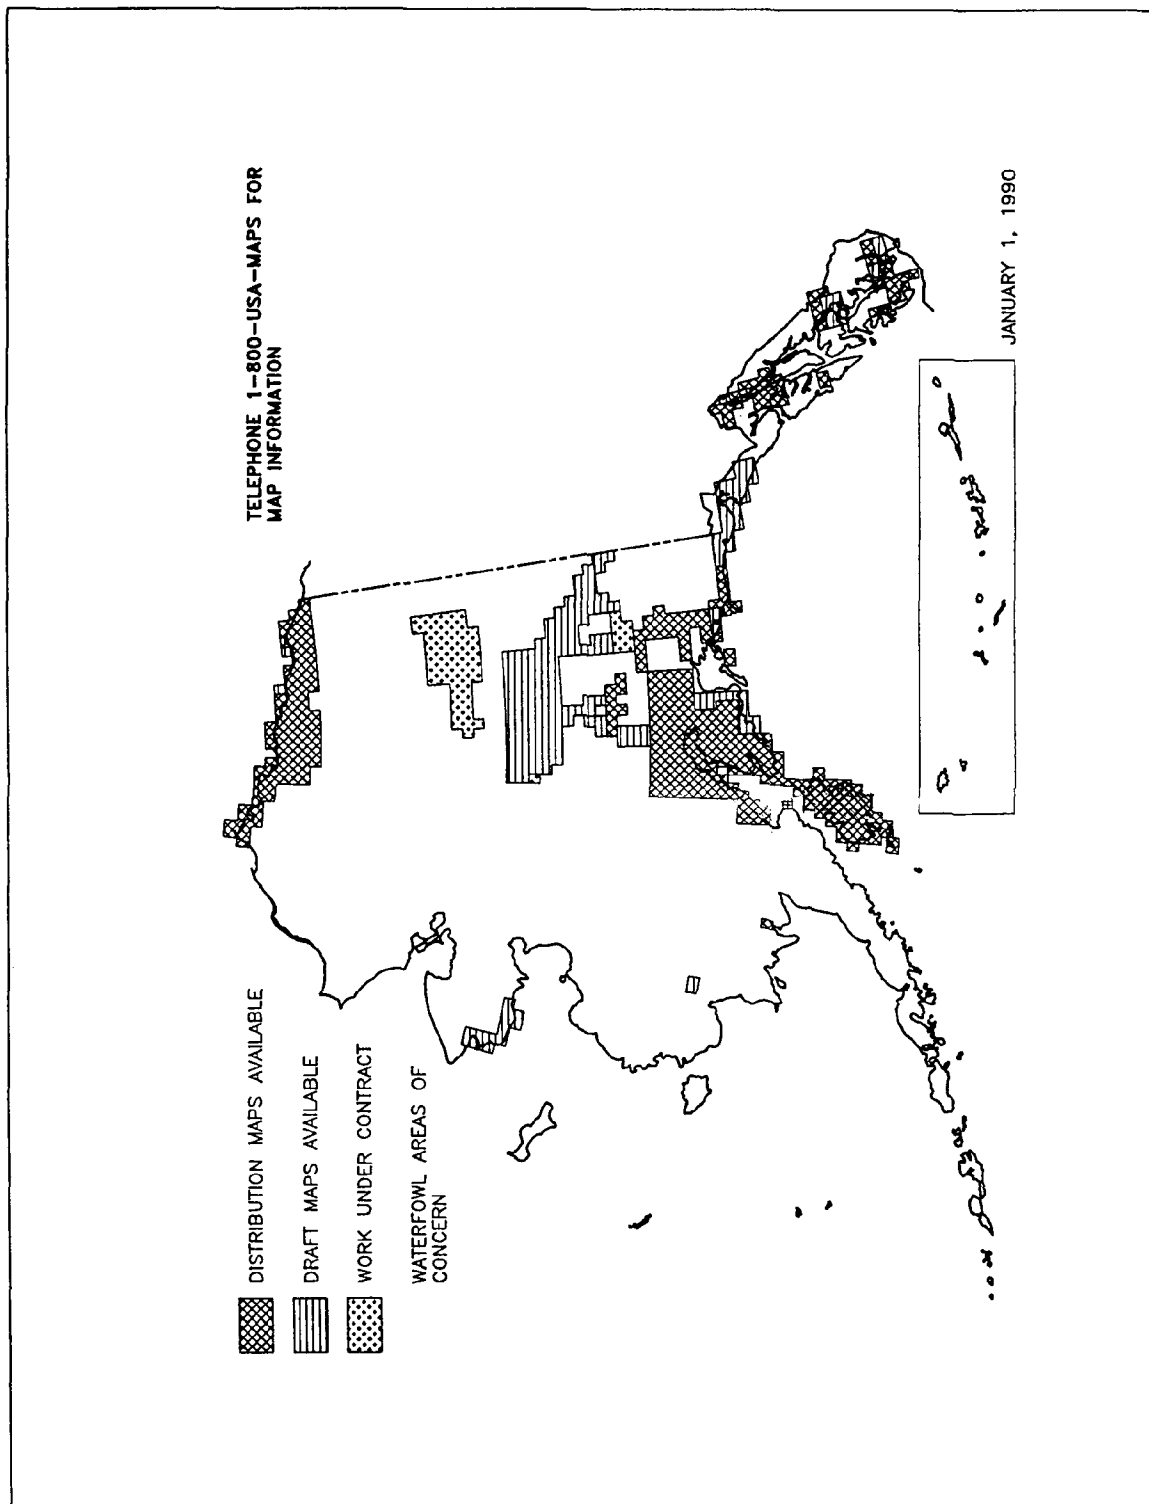 TELEPHONE 1-800-USA-MAPS FOR
MAP INFORMATION
DISTRIBUTION MAPS AVAILABLE
DRAFT MAPS AVAILABLE
WORK UNDER CONTRACT
WATERFOWL AREAS OF
CONCERN
JANUARY 1, 1990